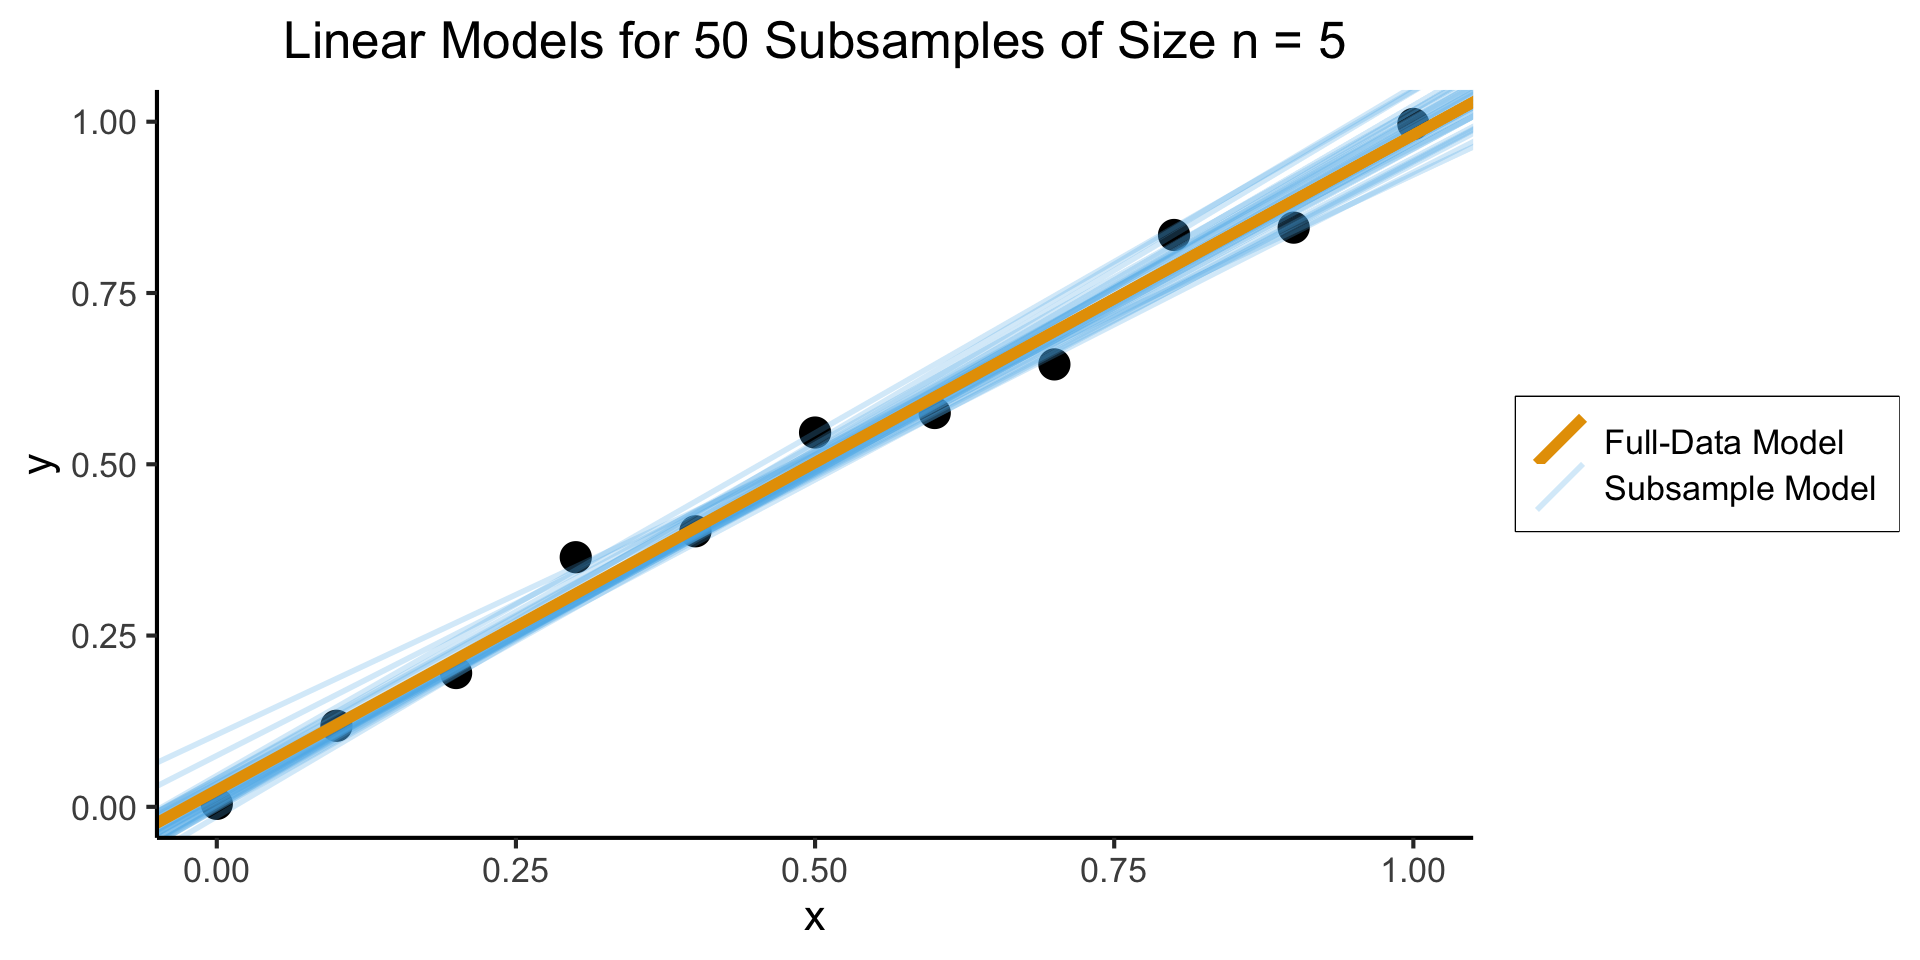 Linear Models for 50 Subsamples of Size n = 5
1.00
0.75
0.50
0.25
0.00
y
0.00 0.25 0.50 0.75 1.00
x
Full-Data Model
Subsample Model